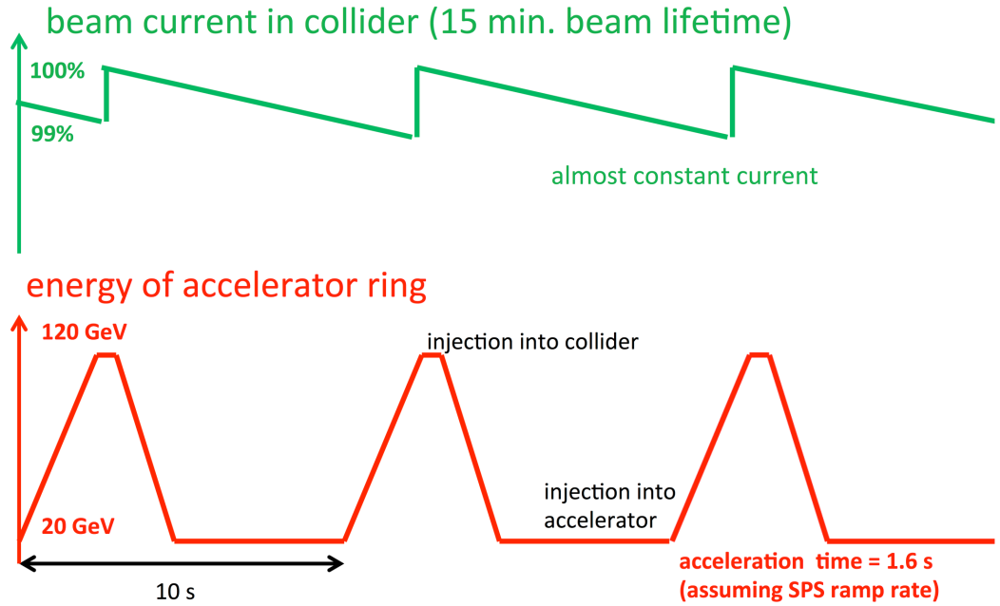 beam current in collider (15 min. beam lifetime)
100%
99%
almost constant current
energy of accelerator ring
120 GeV
injection into collider
injection into
accelerator
20 GeV
10 s
acceleration time = 1.6 s
(assuming SPS ramp rate)